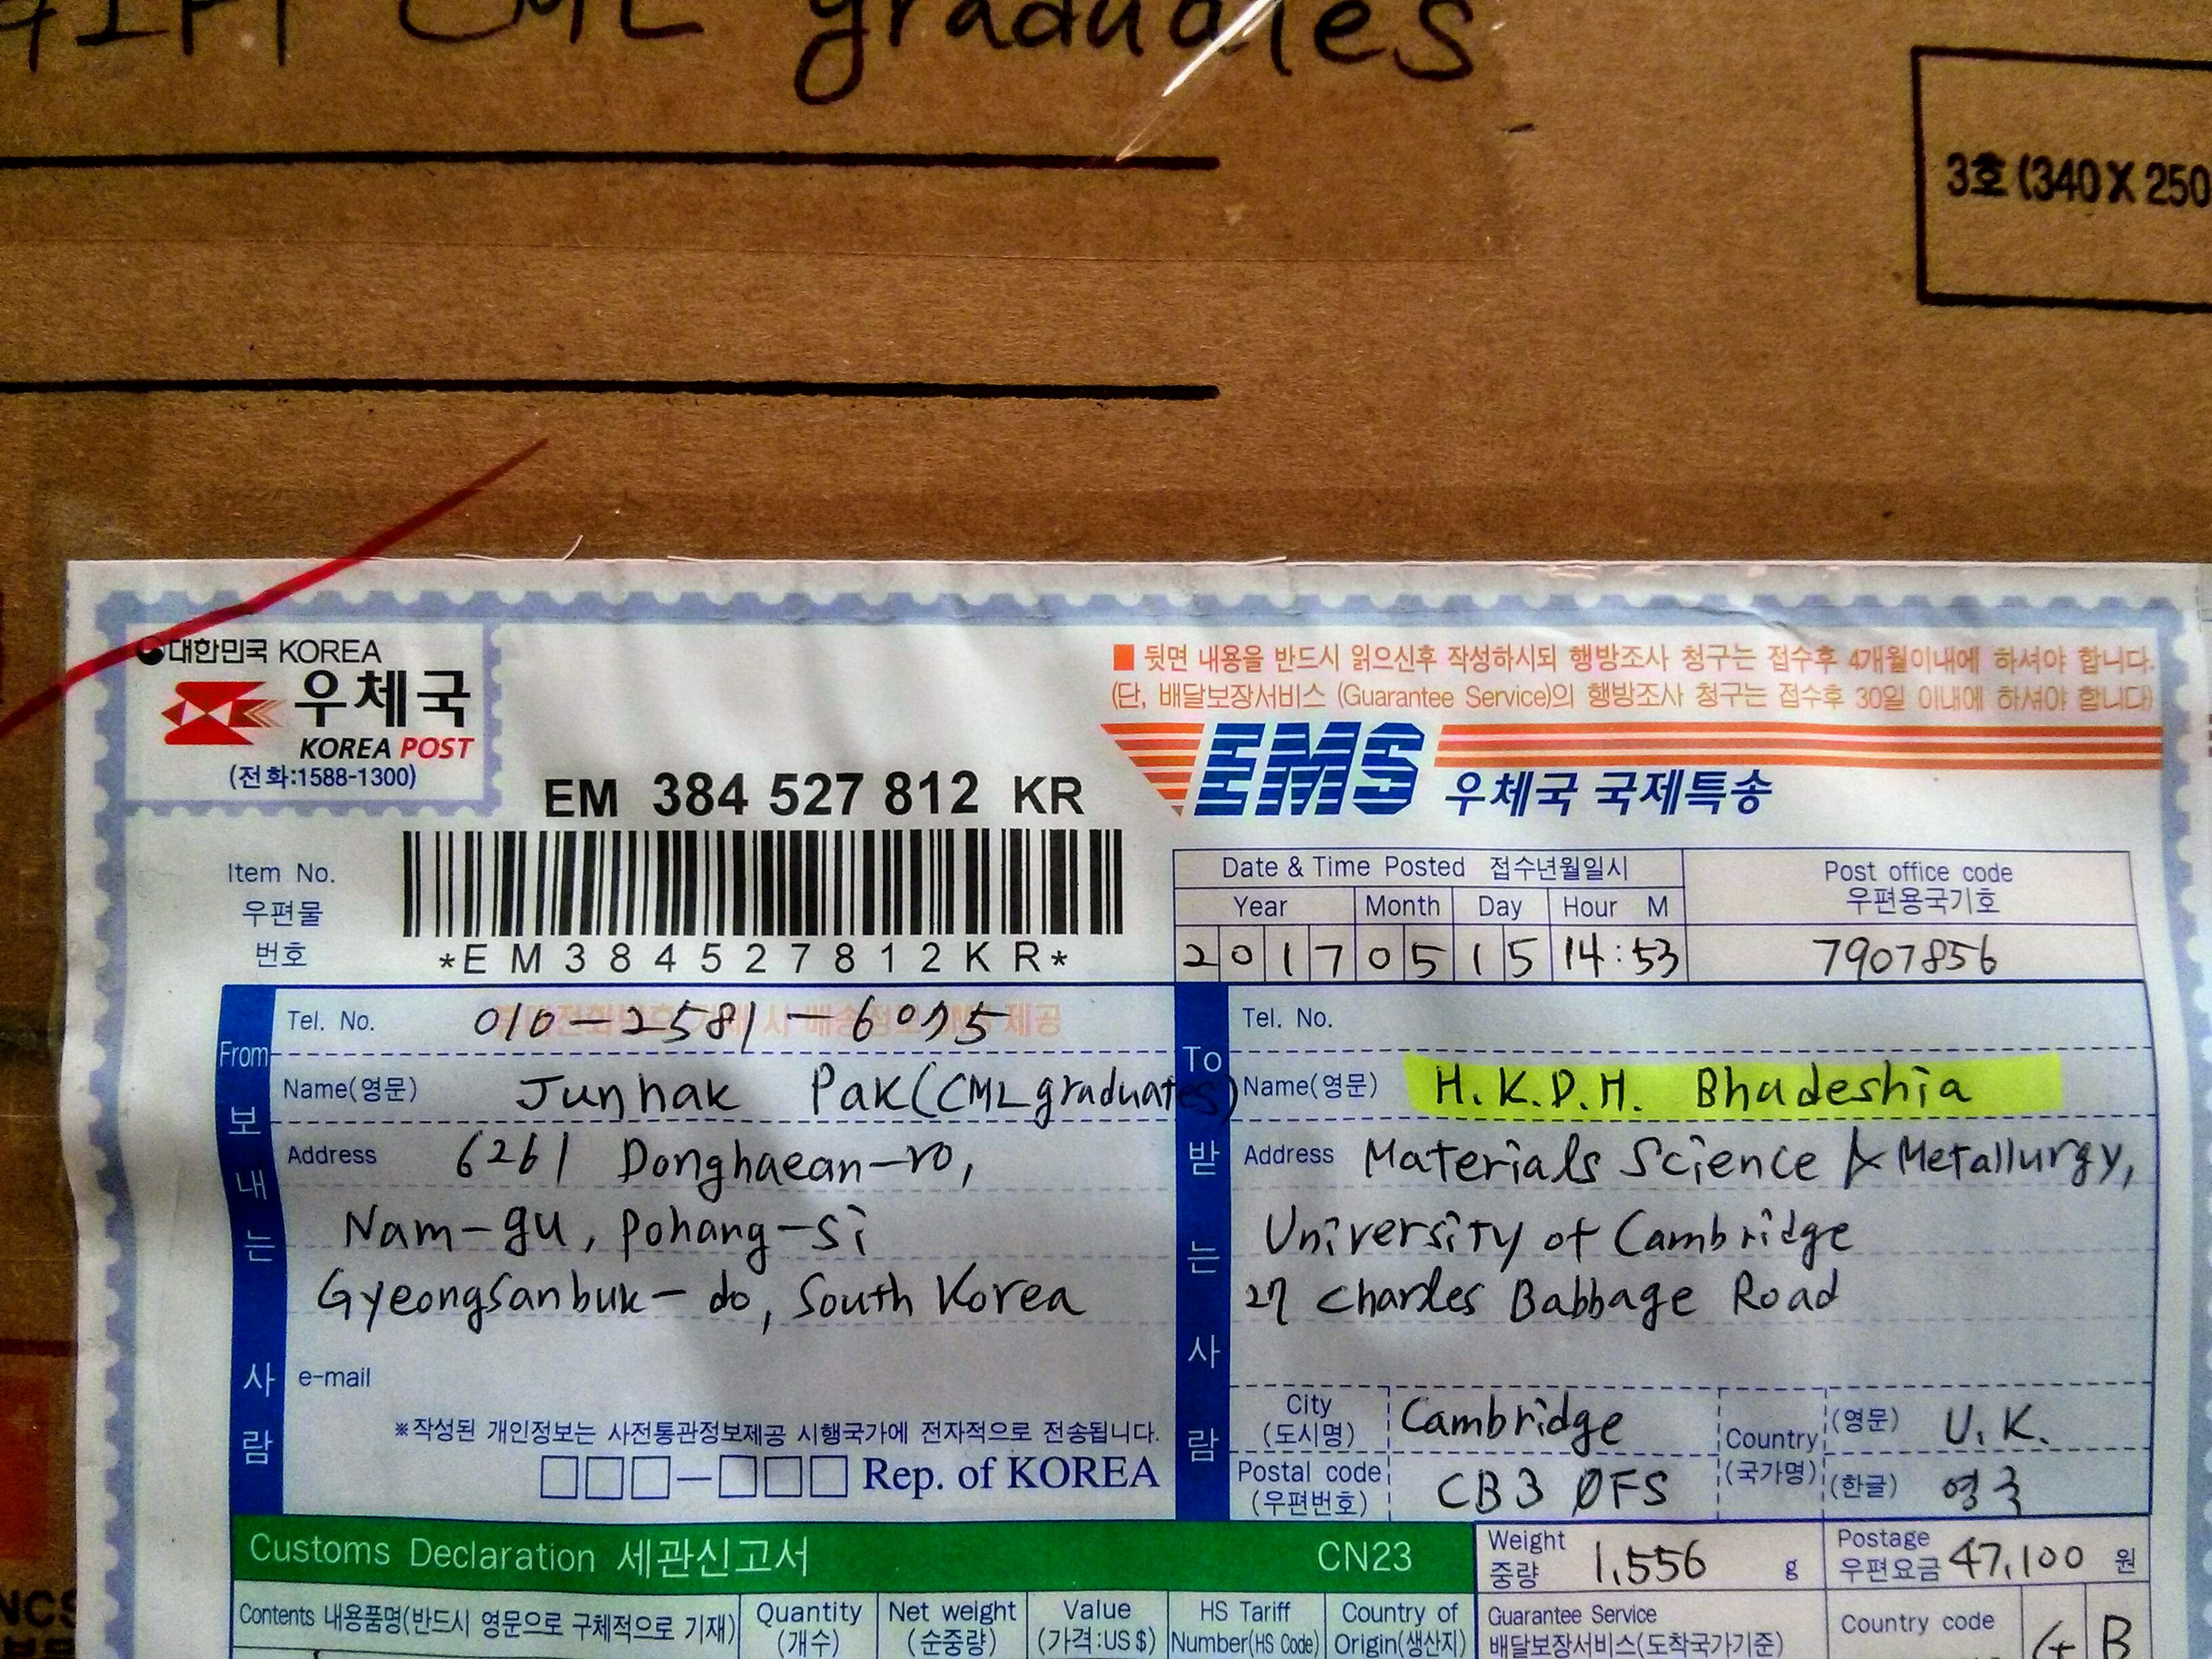 GIFT CML graduates
3호 (340 X 250
대한민국 KOREA
우체국
KOREA POST
(전화:1588-1300)
■ 뒷면 내용을 반드시 읽으신후 작성하시되 행방조사 청구는 접수후 4개월이내에 하셔야 합니다.
(단, 배달보장서비스 (Guarantee Service)의 행방조사 청구는 접수후 30일 이내에 하셔야 합니다)
EMS 우체국 국제특송
EM 384 527 812 KR
Item No.
우편물
번호
*EM384527812KR*
Date & Time Posted 접수년월일시
Year Month Day Hour M
2017 05 15 14:53
Post office code
우편용국기호
7907856
From 보내는 사람
Tel. No. 010-2581-6075
Name(영문) Junhak Pak (CML graduates)
Address 6261 Donghaean-ro,
Nam-gu, Pohang-si
Gyeongsanbuk-do, South Korea
e-mail
※작성된 개인정보는 사전통관정보제공 시행국가에 전자적으로 전송됩니다.
□□□-□□□ Rep. of KOREA
To 받는 사람
Tel. No.
Name(영문) H.K.D.H. Bhadeshia
Address Materials Science & Metallurgy,
University of Cambridge
27 Charles Babbage Road
City
(도시명)
Cambridge
Country
(국가명)
(영문) U.K.
Postal code
(우편번호)
CB3 0FS
(한글) 영국
Customs Declaration 세관신고서 CN23
Weight
중량
1,556 g
Postage
우편요금
47,100 원
Contents 내용품명(반드시 영문으로 구체적으로 기재)
Quantity
(개수)
Net weight
(순중량)
Value
(가격:US $)
HS Tariff
Number(HS Code)
Country of
Origin(생산지)
Guarantee Service
배달보장서비스(도착국가기준)
Country code
G B